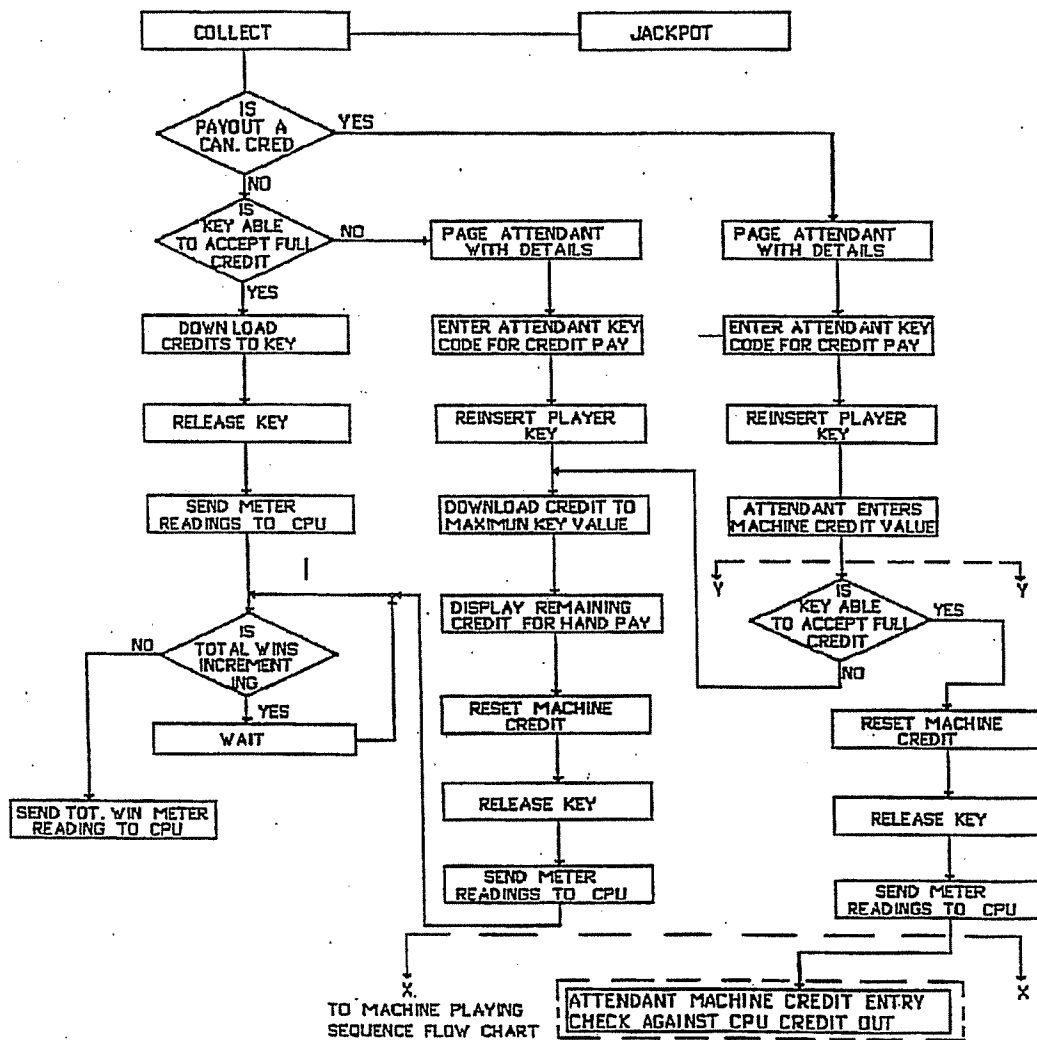 COLLECT
JACKPOT
IS
PAYOUT A
CAN. CRED
YES
NO
IS
KEY ABLE
TO ACCEPT FULL
CREDIT
NO
YES
PAGE ATTENDANT
WITH DETAILS
PAGE ATTENDANT
WITH DETAILS
DOWNLOAD
CREDITS TO KEY
ENTER ATTENDANT KEY
CODE FOR CREDIT PAY
ENTER ATTENDANT KEY
CODE FOR CREDIT PAY
RELEASE KEY
REINSERT PLAYER
KEY
REINSERT PLAYER
KEY
SEND METER
READINGS TO CPU
DOWNLOAD CREDIT TO
MAXIMUN KEY VALUE
ATTENDANT ENTERS
MACHINE CREDIT VALUE
Y
Y
DISPLAY REMAINING
CREDIT FOR HAND PAY
IS
KEY ABLE
TO ACCEPT FULL
CREDIT
YES
NO
IS
TOTAL WINS
INCREMENT
ING
NO
YES
WAIT
RESET MACHINE
CREDIT
RESET MACHINE
CREDIT
SEND TOT. WIN METER
READING TO CPU
RELEASE KEY
RELEASE KEY
SEND METER
READINGS TO CPU
SEND METER
READINGS TO CPU
X
X
TO MACHINE PLAYING
SEQUENCE FLOW CHART
ATTENDANT MACHINE CREDIT ENTRY
CHECK AGAINST CPU CREDIT OUT